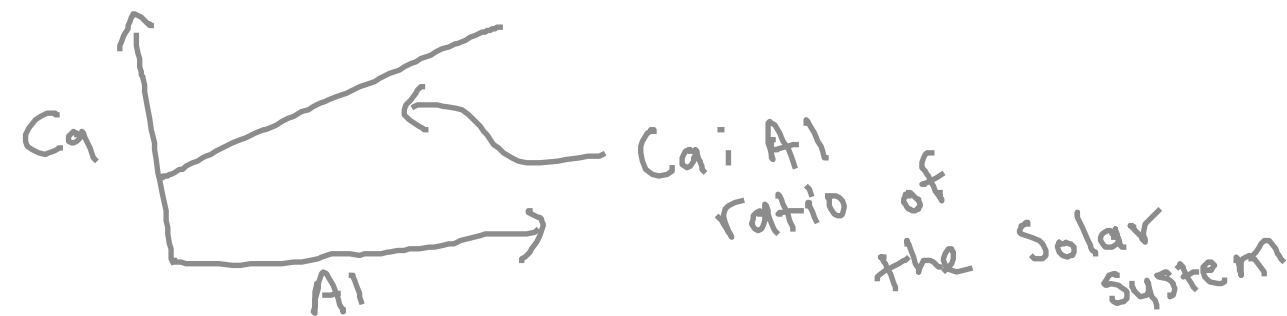 Ca
Al
Ca: Al
ratio of
the Solar
System